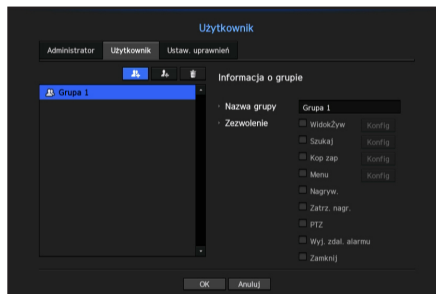 Użytkownik
Administrator Użytkownik Ustaw. uprawnień
Informacja o grupie
Grupa 1
Nazwa grupy Grupa 1
Zezwolenie WidokŻyw Konfig
Szukaj Konfig
Kop zap Konfig
Menu Konfig
Nagryw.
Zatrz. nagr.
PTZ
Wyj. zdal. alarmu
Zamknij
OK Anuluj